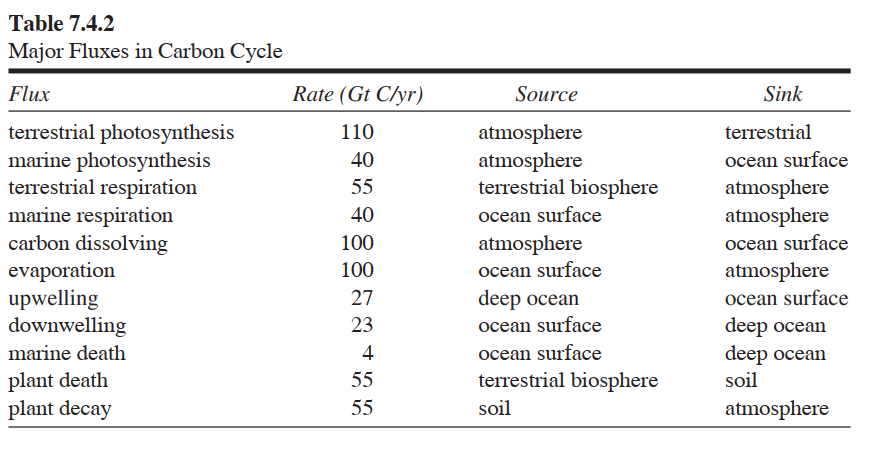 Table 7.4.2
Major Fluxes in Carbon Cycle
Flux Rate (Gt C/yr) Source Sink
terrestrial photosynthesis 110 atmosphere terrestrial
marine photosynthesis 40 atmosphere ocean surface
terrestrial respiration 55 terrestrial biosphere atmosphere
marine respiration 40 ocean surface atmosphere
carbon dissolving 100 atmosphere ocean surface
evaporation 100 ocean surface atmosphere
upwelling 27 deep ocean ocean surface
downwelling 23 ocean surface deep ocean
marine death 4 ocean surface deep ocean
plant death 55 terrestrial biosphere soil
plant decay 55 soil atmosphere